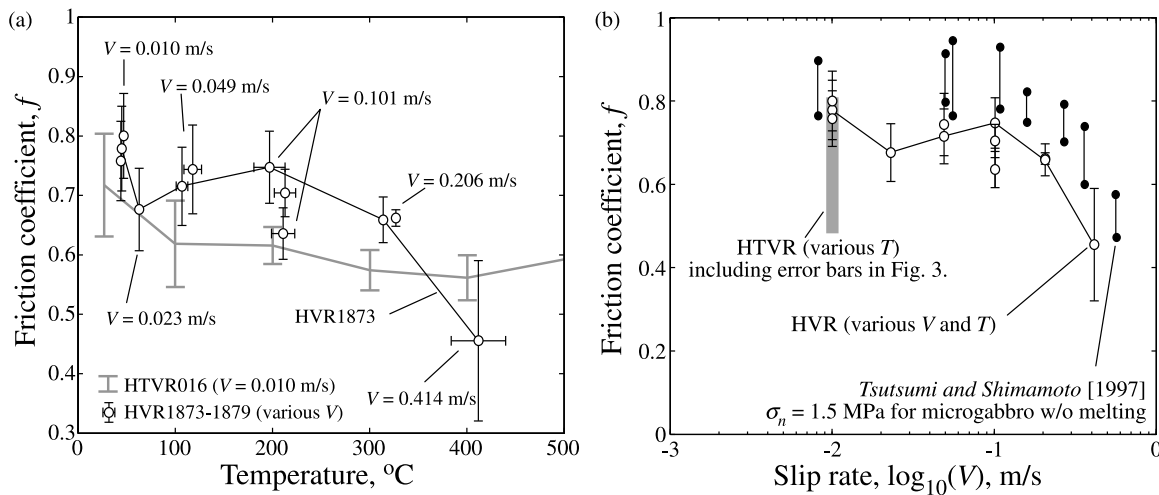 (a)
1
0.9
0.8
0.7
0.6
0.5
0.4
0.3
0
100
200
300
400
500
Friction coefficient, f
Temperature, °C
V = 0.010 m/s
V = 0.049 m/s
V = 0.101 m/s
V = 0.206 m/s
V = 0.023 m/s
HVR1873
V = 0.414 m/s
HTVR016 (V = 0.010 m/s)
HVR1873-1879 (various V)
(b)
1
0.8
0.6
0.4
0.2
0
-3
-2
-1
0
Friction coefficient, f
Slip rate, log10(V), m/s
HTVR (various T)
including error bars in Fig. 3.
HVR (various V and T)
Tsutsumi and Shimamoto [1997]
σn = 1.5 MPa for microgabbro w/o melting